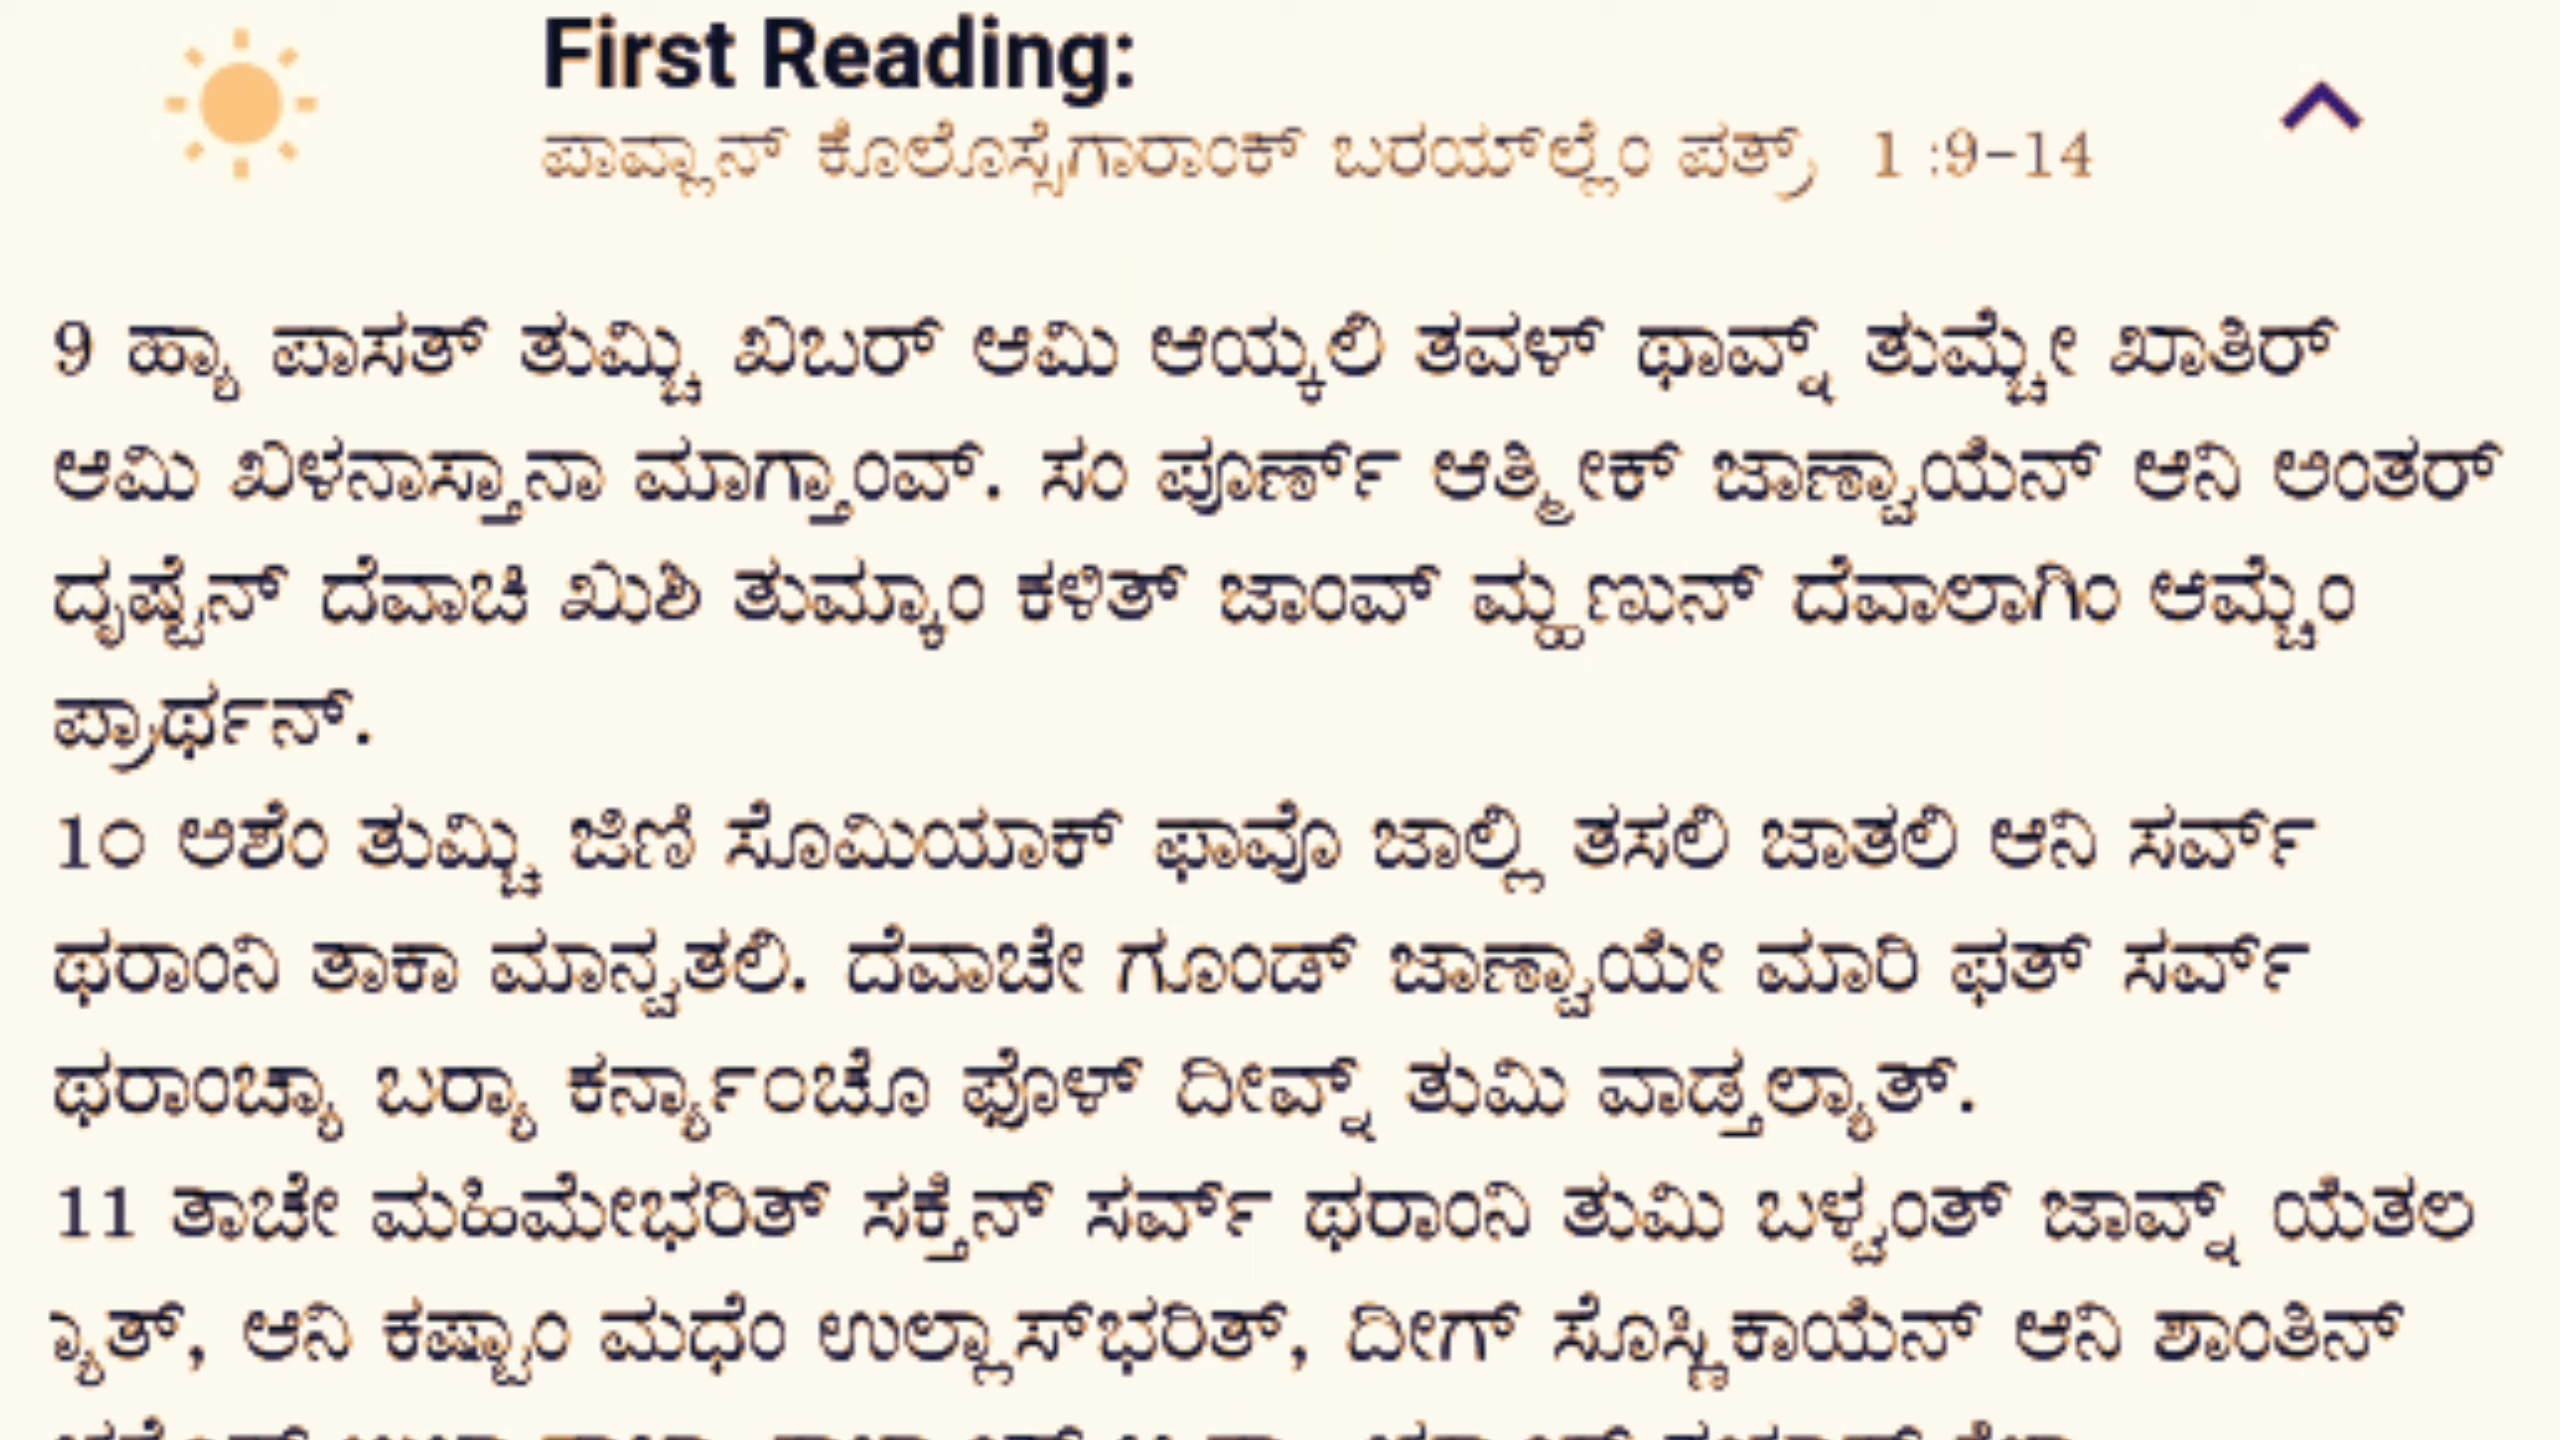 First Reading:
ಪಾವ್ಲಾನ್ ಕೊಲೊಸ್ಸೆಗಾರಾಂಕ್ ಬರಯ್‌ಲ್ಲೆಂ ಪತ್ರ್ 1 :9-14
9 ಹ್ಯಾ ಪಾಸತ್ ತುಮ್ಚಿ ಖಬರ್ ಆಮಿ ಆಯ್ಕಲಿ ತವಳ್ ಥಾವ್ನ್ ತುಮ್ಚೇ ಖಾತಿರ್
ಆಮಿ ಖಳನಾಸ್ತಾನಾ ಮಾಗ್ತಾಂವ್. ಸಂ ಪೂರ್ಣ್ ಆತ್ಮೀಕ್ ಜಾಣ್ವಾಯೆನ್ ಆನಿ ಅಂತರ್
ದೃಷ್ಟೆನ್ ದೆವಾಚಿ ಖುಶಿ ತುಮ್ಕಾಂ ಕಳಿತ್ ಜಾಂವ್ ಮ್ಹಣುನ್ ದೆವಾಲಾಗಿಂ ಆಮ್ಚೆಂ
ಪ್ರಾರ್ಥನ್.
1೦ ಅಶೆಂ ತುಮ್ಚಿ ಜಿಣಿ ಸೊಮಿಯಾಕ್ ಫಾವೊ ಜಾಲ್ಲಿ ತಸಲಿ ಜಾತಲಿ ಆನಿ ಸರ್ವ್
ಥರಾಂನಿ ತಾಕಾ ಮಾನ್ವತಲಿ. ದೆವಾಚೇ ಗೂಂಡ್ ಜಾಣ್ವಾಯೇ ಮಾರಿ ಫತ್ ಸರ್ವ್
ಥರಾಂಚ್ಯಾ ಬರ‍್ಯಾ ಕರ್ನ್ಯಾಂಚೊ ಫೊಳ್ ದೀವ್ನ್ ತುಮಿ ವಾಡ್ತಲ್ಯಾತ್.
11 ತಾಚೇ ಮಹಿಮೇಭರಿತ್ ಸಕ್ತೆನ್ ಸರ್ವ್ ಥರಾಂನಿ ತುಮಿ ಬಳ್ವಂತ್ ಜಾವ್ನ್ ಯೆತಲ
್ಯಾತ್, ಆನಿ ಕಷ್ಟಾಂ ಮಧೆಂ ಉಲ್ಲಾಸ್‌ಭರಿತ್, ದೀಗ್ ಸೊಸ್ಣಿಕಾಯೆನ್ ಆನಿ ಶಾಂತಿನ್